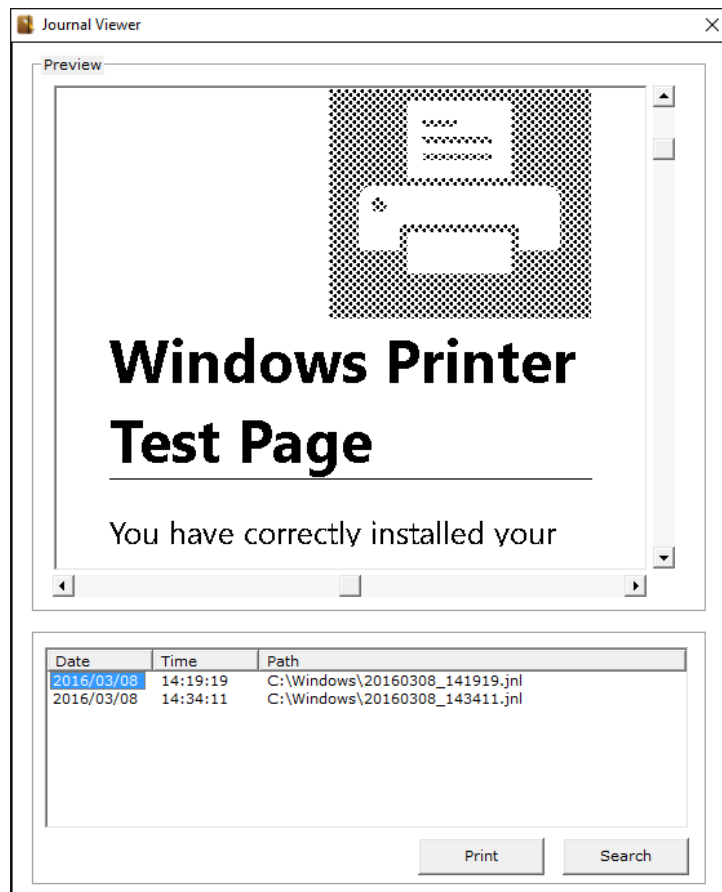 Journal Viewer
Preview
Windows Printer
Test Page
You have correctly installed your
Date Time Path
2016/03/08 14:19:19 C:\Windows\20160308_141919.jnl
2016/03/08 14:34:11 C:\Windows\20160308_143411.jnl
Print Search